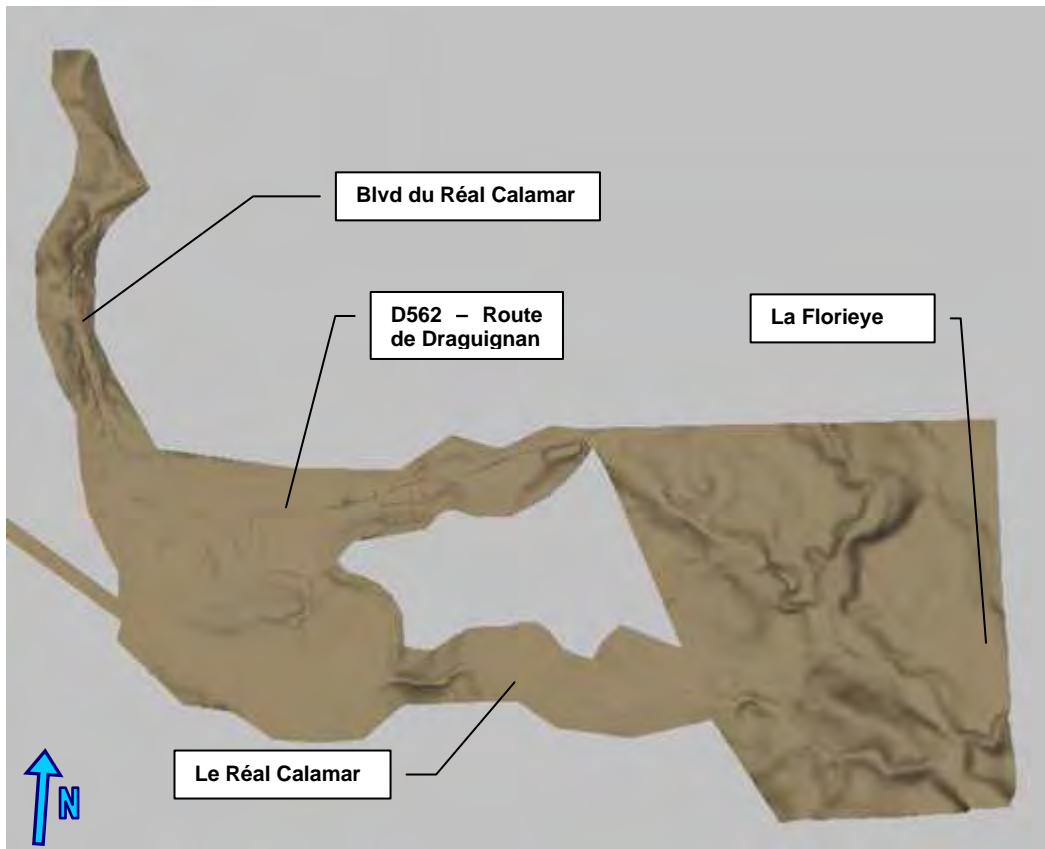 Blvd du Réal Calamar
D562 – Route
de Draguignan
La Florieye
Le Réal Calamar
N